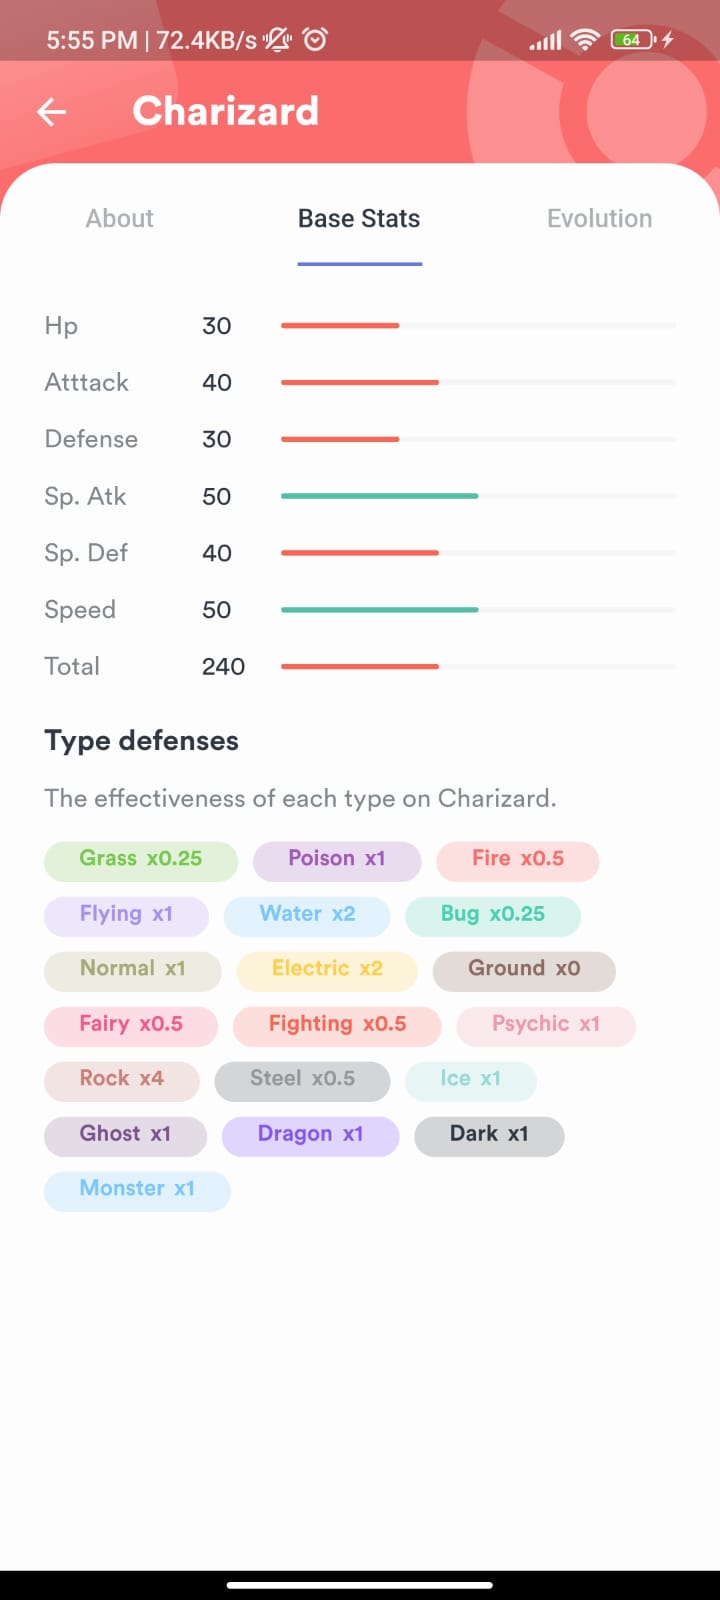 5:55 PM | 72.4KB/s 64
Charizard
About Base Stats Evolution
Hp 30
Atttack 40
Defense 30
Sp. Atk 50
Sp. Def 40
Speed 50
Total 240
Type defenses
The effectiveness of each type on Charizard.
Grass x0.25 Poison x1 Fire x0.5
Flying x1 Water x2 Bug x0.25
Normal x1 Electric x2 Ground x0
Fairy x0.5 Fighting x0.5 Psychic x1
Rock x4 Steel x0.5 Ice x1
Ghost x1 Dragon x1 Dark x1
Monster x1